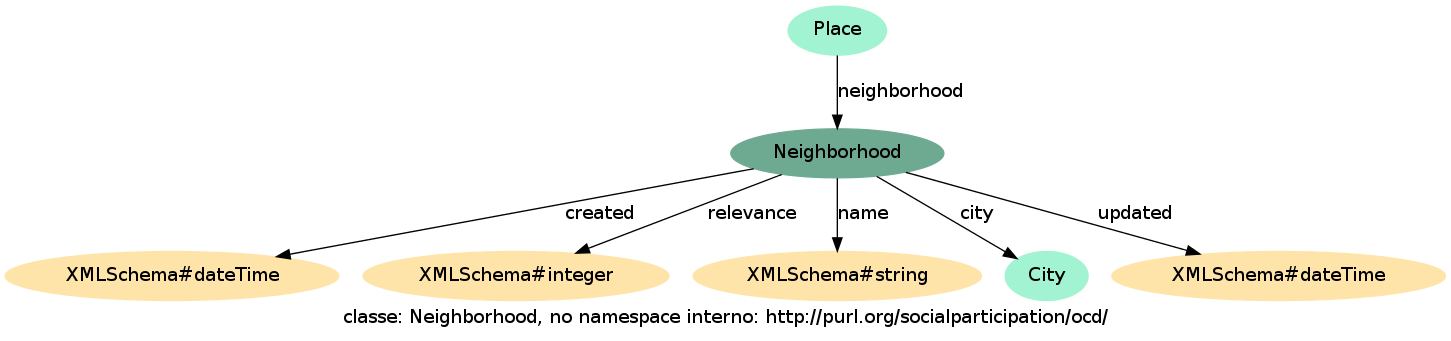 Place
neighborhood
Neighborhood
created
relevance
name
city
updated
XMLSchema#dateTime
XMLSchema#integer
XMLSchema#string
City
XMLSchema#dateTime
classe: Neighborhood, no namespace interno: http://purl.org/socialparticipation/ocd/